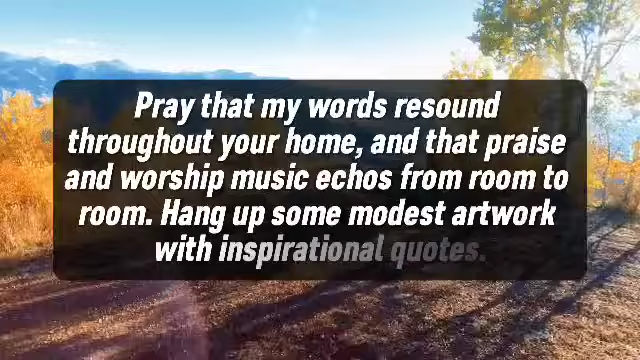 Pray that my words resound
throughout your home, and that praise
and worship music echos from room to
room. Hang up some modest artwork
with inspirational quotes.